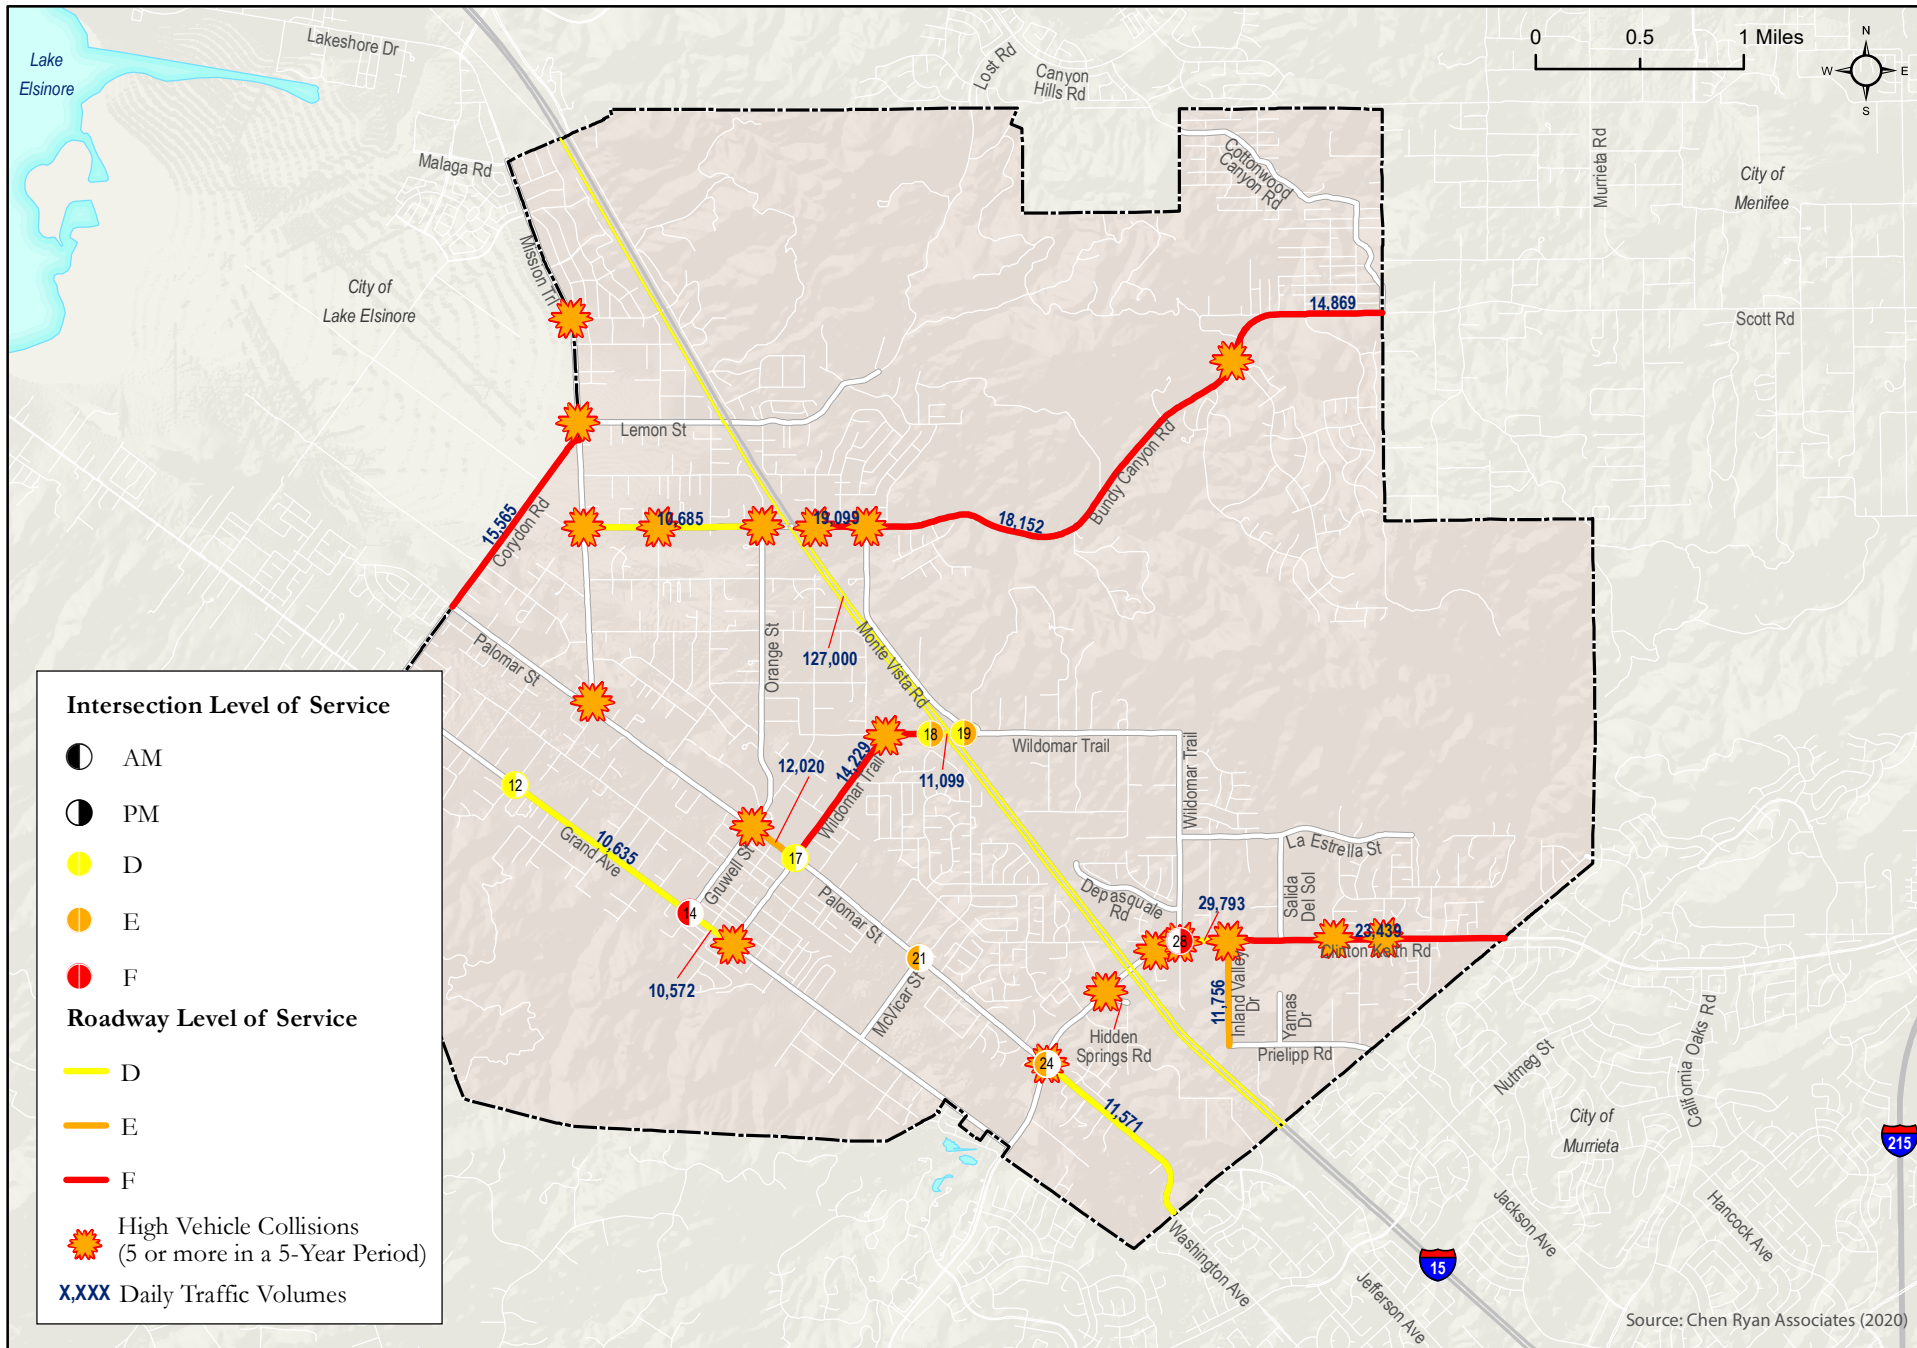 Lake
Elsinore
Lakeshore Dr
Lost Rd
Canyon
Hills Rd
0 0.5 1 Miles
N
W E
S
Malaga Rd
Cottonwood
Canyon Rd
Murrieta Rd
City of
Menifee
Mission Trl
City of
Lake Elsinore
14,869
Scott Rd
Lemon St
Bundy Canyon Rd
15,565
Corydon Rd
10,685
19,099
18,152
Palomar St
Orange St
127,000
Monte Vista Rd
18
19
Wildomar Trail
11,099
Wildomar Trail
12,020
14,229
Wildomar Trail
12
10,635
Grand Ave
17
Gruwell St
14
Palomar St
La Estrella St
Depasquale
Rd
Salida
Del Sol
29,793
28
23,439
Clinton Keith Rd
21
McVicar St
10,572
11,756
Inland Valley
Dr
Yamas
Dr
Hidden
Springs Rd
Prielipp Rd
24
11,571
Nutmeg St
California Oaks Rd
City of
Murrieta
215
Jackson Ave
Hancock Ave
Washington Ave
15
Jefferson Ave
Intersection Level of Service
AM
PM
D
E
F
Roadway Level of Service
D
E
F
High Vehicle Collisions
(5 or more in a 5-Year Period)
X,XXX Daily Traffic Volumes
Source: Chen Ryan Associates (2020)